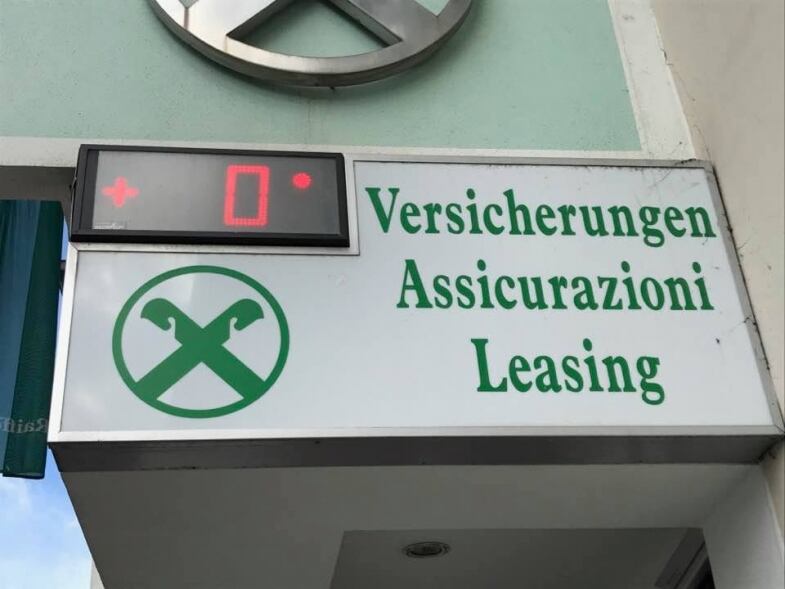 + 0°
Versicherungen
Assicurazioni
Leasing